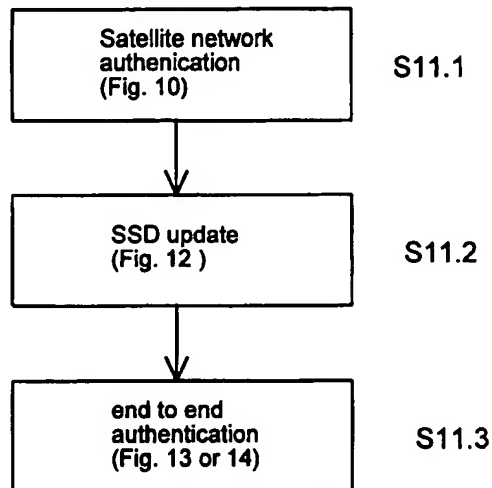 Satellite network
authenication
(Fig. 10)
S11.1
SSD update
(Fig. 12 )
S11.2
end to end
authentication
(Fig. 13 or 14)
S11.3